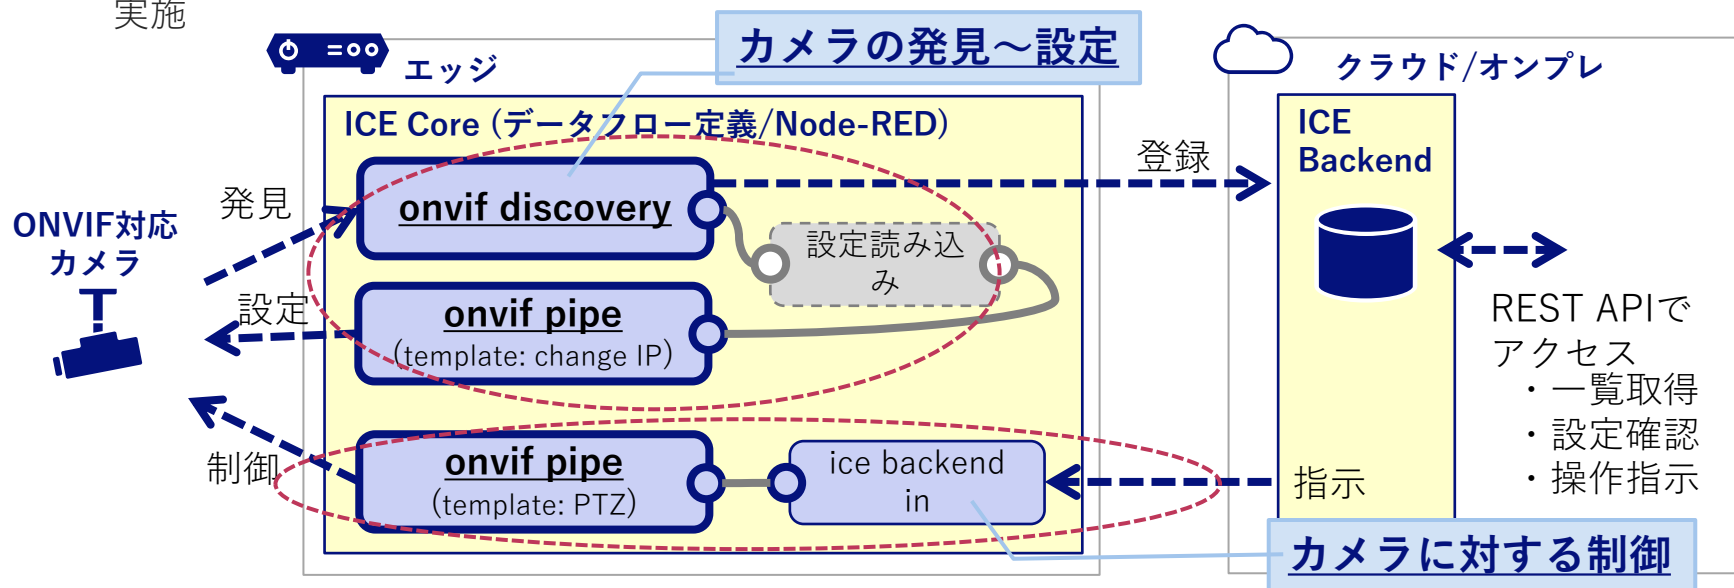 実施
カメラの発見～設定
エッジ
クラウド/オンプレ
ICE Core (データフロー定義/Node-RED)
ICE
Backend
登録
発見
onvif discovery
ONVIF対応
カメラ
設定読み込
み
設定
onvif pipe
(template: change IP)
REST APIで
アクセス
・一覧取得
・設定確認
・操作指示
制御
onvif pipe
(template: PTZ)
ice backend
in
指示
カメラに対する制御